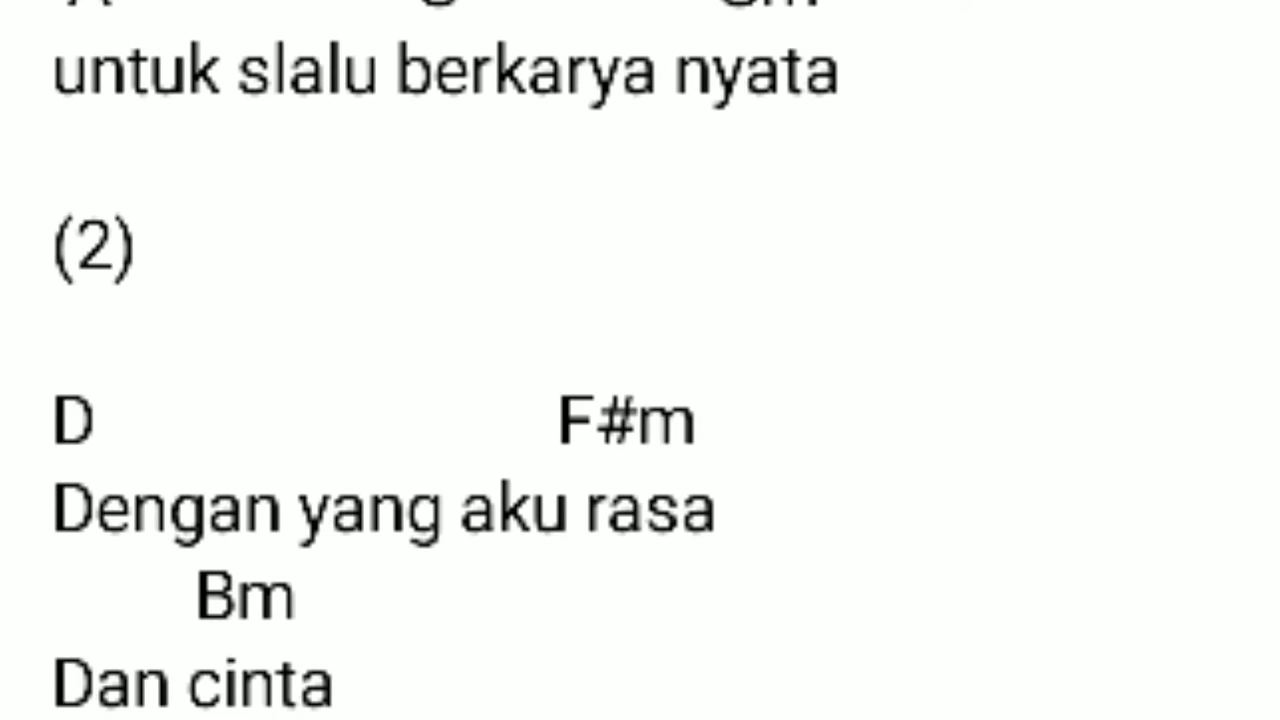 untuk slalu berkarya nyata
(2)
D F#m
Dengan yang aku rasa
Bm
Dan cinta